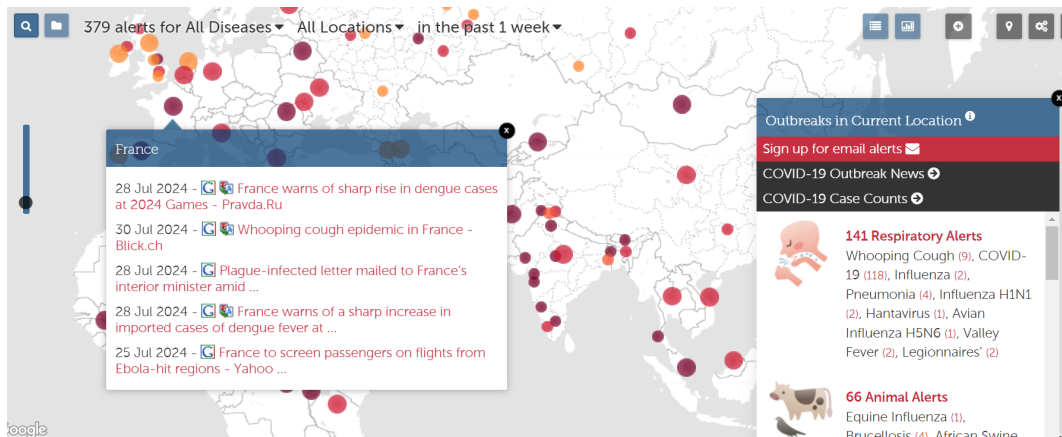 379 alerts for All Diseases All Locations in the past 1 week
France
28 Jul 2024 - France warns of sharp rise in dengue cases
at 2024 Games - Pravda.Ru
30 Jul 2024 - Whooping cough epidemic in France -
Blick.ch
28 Jul 2024 - Plague-infected letter mailed to France's
interior minister amid ...
28 Jul 2024 - France warns of a sharp increase in
imported cases of dengue fever at ...
25 Jul 2024 - France to screen passengers on flights from
Ebola-hit regions - Yahoo ...
Outbreaks in Current Location
Sign up for email alerts
COVID-19 Outbreak News
COVID-19 Case Counts
141 Respiratory Alerts
Whooping Cough (9), COVID-
19 (118), Influenza (2),
Pneumonia (4), Influenza H1N1
(2), Hantavirus (1), Avian
Influenza H5N6 (1), Valley
Fever (2), Legionnaires' (2)
66 Animal Alerts
Equine Influenza (1),
Brucellosis (4), African Swine
Google